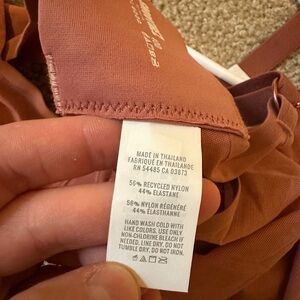 MADE IN THAILAND
FABRIQUÉ EN THAÏLANDE
RN 54485 CA 03873
56% RECYCLED NYLON
44% ELASTANE
56% NYLON RÉGÉNÉRÉ
44% ÉLASTHANNE
HAND WASH COLD WITH
LIKE COLORS. USE ONLY
NON-CHLORINE BLEACH IF
NEEDED. LINE DRY. DO NOT
TUMBLE DRY. DO NOT IRON.